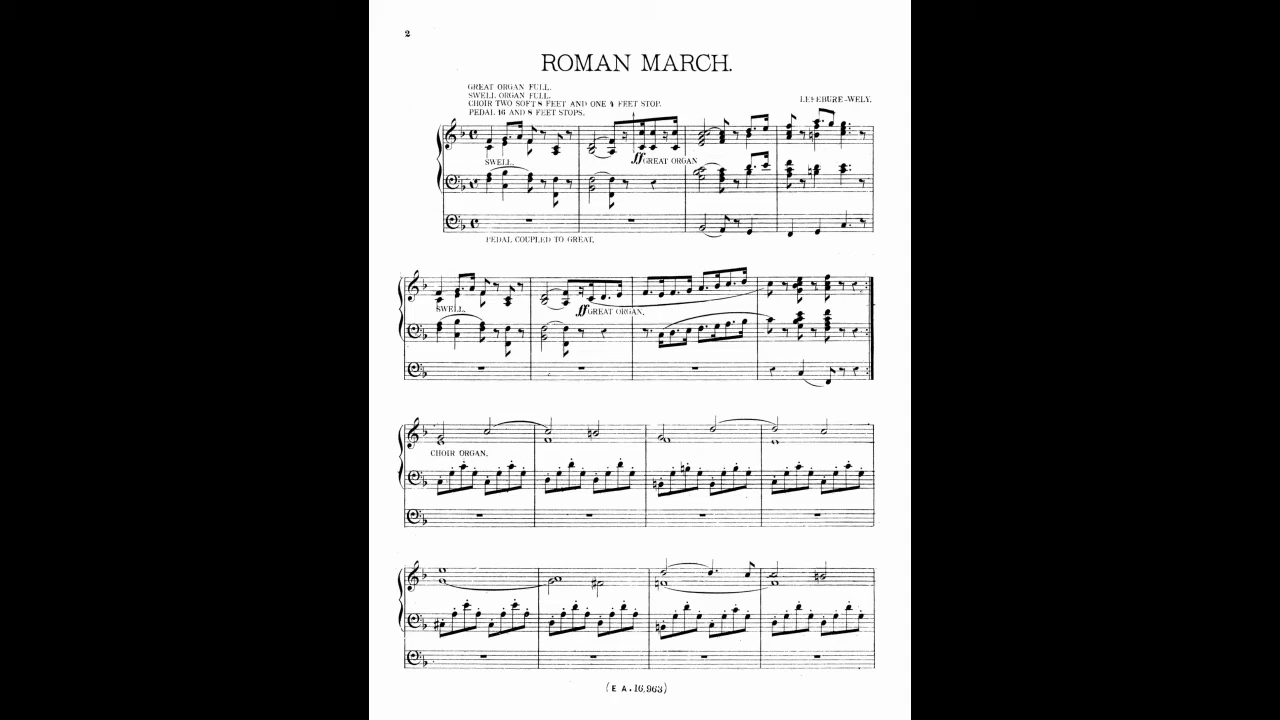 2
ROMAN MARCH.
GREAT ORGAN FULL.
SWELL ORGAN FULL.
CHOIR TWO SOFT 8 FEET AND ONE 4 FEET STOP.
PEDAL 16 AND 8 FEET STOPS.
LEFEBURE-WELY.
SWELL.
ff GREAT ORGAN
PEDAL COUPLED TO GREAT.
SWELL.
ff GREAT ORGAN.
CHOIR ORGAN.
(E A. 16,963)